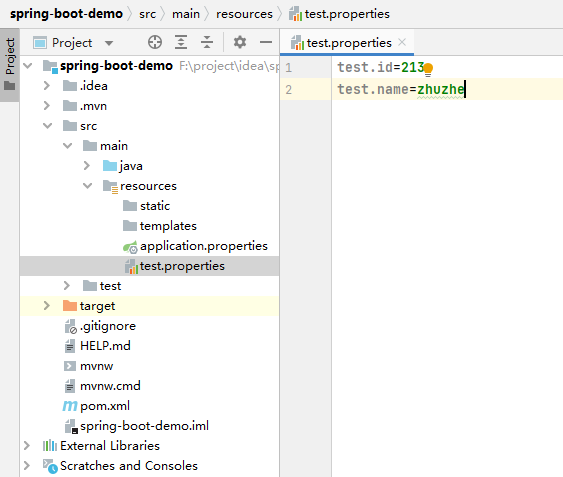 spring-boot-demo src main resources test.properties
Project
Project
test.properties
spring-boot-demo F:\project\idea\sp
.idea
.mvn
src
main
java
resources
static
templates
application.properties
test.properties
test
target
.gitignore
HELP.md
mvnw
mvnw.cmd
pom.xml
spring-boot-demo.iml
External Libraries
Scratches and Consoles
1 test.id=213
2 test.name=zhuzhe